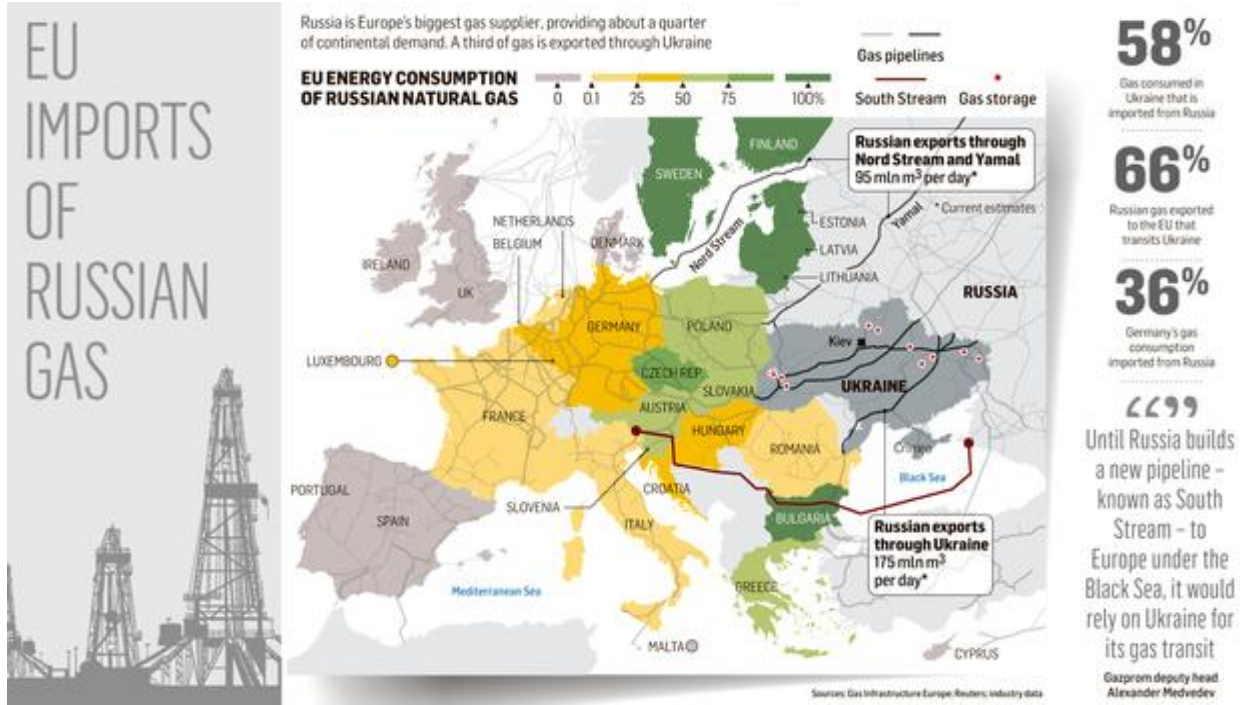 EU
IMPORTS
OF
RUSSIAN
GAS
Russia is Europe's biggest gas supplier, providing about a quarter
of continental demand. A third of gas is exported through Ukraine
EU ENERGY CONSUMPTION
OF RUSSIAN NATURAL GAS
0 0.1 25 50 75 100%
Gas pipelines
South Stream Gas storage
FINLAND
SWEDEN
Russian exports through
Nord Stream and Yamal
95 mln m³ per day*
*Current estimates
NETHERLANDS
BELGIUM
DENMARK
Nord Stream
Yamal
ESTONIA
LATVIA
LITHUANIA
IRELAND
UK
RUSSIA
GERMANY
POLAND
Kiev
LUXEMBOURG
CZECH REP
SLOVAKIA
UKRAINE
FRANCE
AUSTRIA
HUNGARY
ROMANIA
Crimea
Black Sea
PORTUGAL
SPAIN
SLOVENIA
CROATIA
ITALY
BULGARIA
Russian exports
through Ukraine
175 mln m³
per day*
GREECE
Mediterranean Sea
MALTA
CYPRUS
Sources: Gas Infrastructure Europe; Reuters; industry data
58%
Gas consumed in
Ukraine that is
imported from Russia
66%
Russian gas exported
to the EU that
transits Ukraine
36%
Germany's gas
consumption
imported from Russia
“”
Until Russia builds
a new pipeline –
known as South
Stream – to
Europe under the
Black Sea, it would
rely on Ukraine for
its gas transit
Gazprom deputy head
Alexander Medvedev